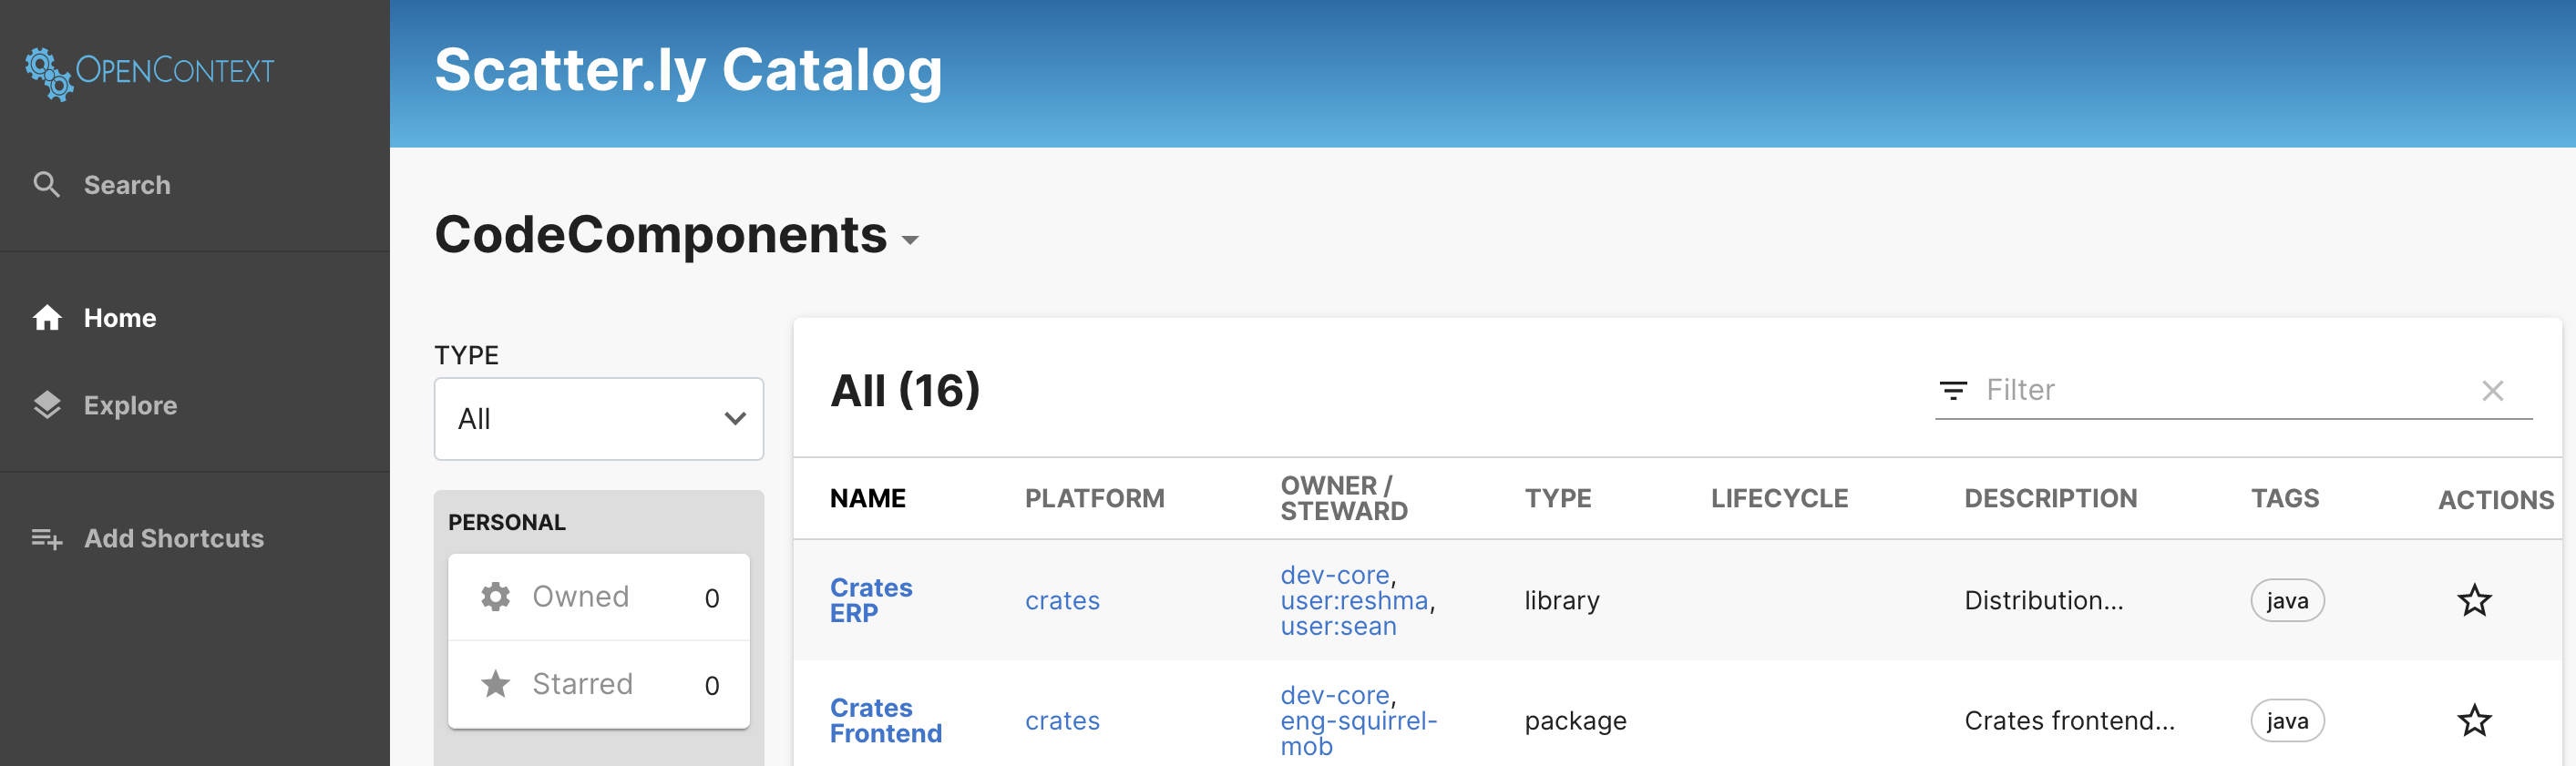 OPENCONTEXT
Search
Home
Explore
Add Shortcuts
Scatter.ly Catalog
CodeComponents
TYPE
All
PERSONAL
Owned 0
Starred 0
All (16)
Filter
NAME PLATFORM OWNER / STEWARD TYPE LIFECYCLE DESCRIPTION TAGS ACTIONS
Crates ERP crates dev-core, user:reshma, user:sean library Distribution... java
Crates Frontend crates dev-core, eng-squirrel-mob package Crates frontend... java